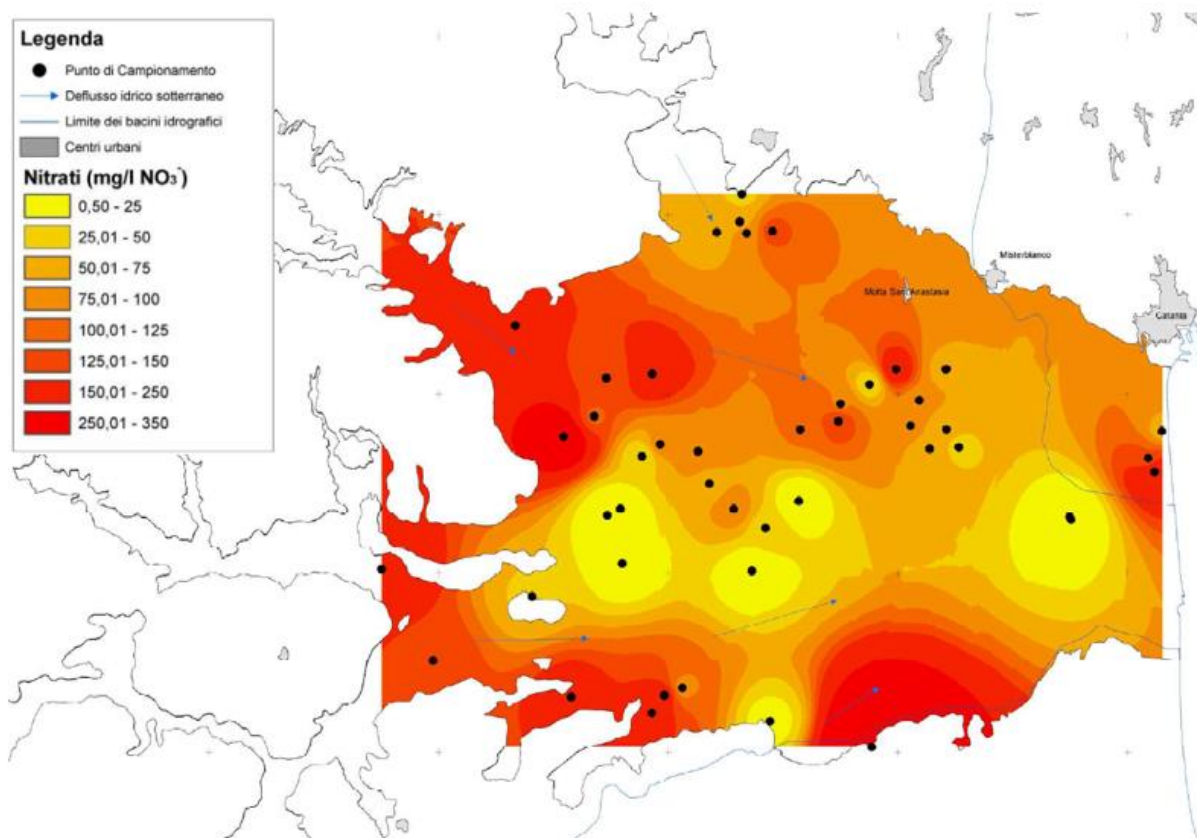 Legenda
Punto di Campionamento
Deflusso idrico sotterraneo
Limite dei bacini idrografici
Centri urbani
Nitrati (mg/l NO₃⁻)
0,50 - 25
25,01 - 50
50,01 - 75
75,01 - 100
100,01 - 125
125,01 - 150
150,01 - 250
250,01 - 350
Misterbianco
Motta Sant'Anastasia
Catania